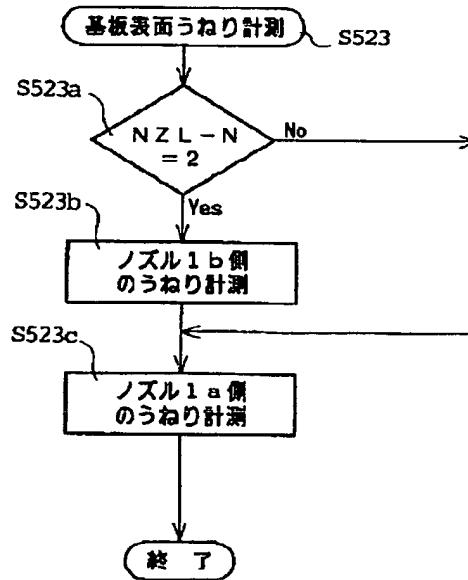 基板表面うねり計測
S523
S523a
NZL-N
=2
No
Yes
S523b
ノズル1b側
のうねり計測
S523c
ノズル1a側
のうねり計測
終 了